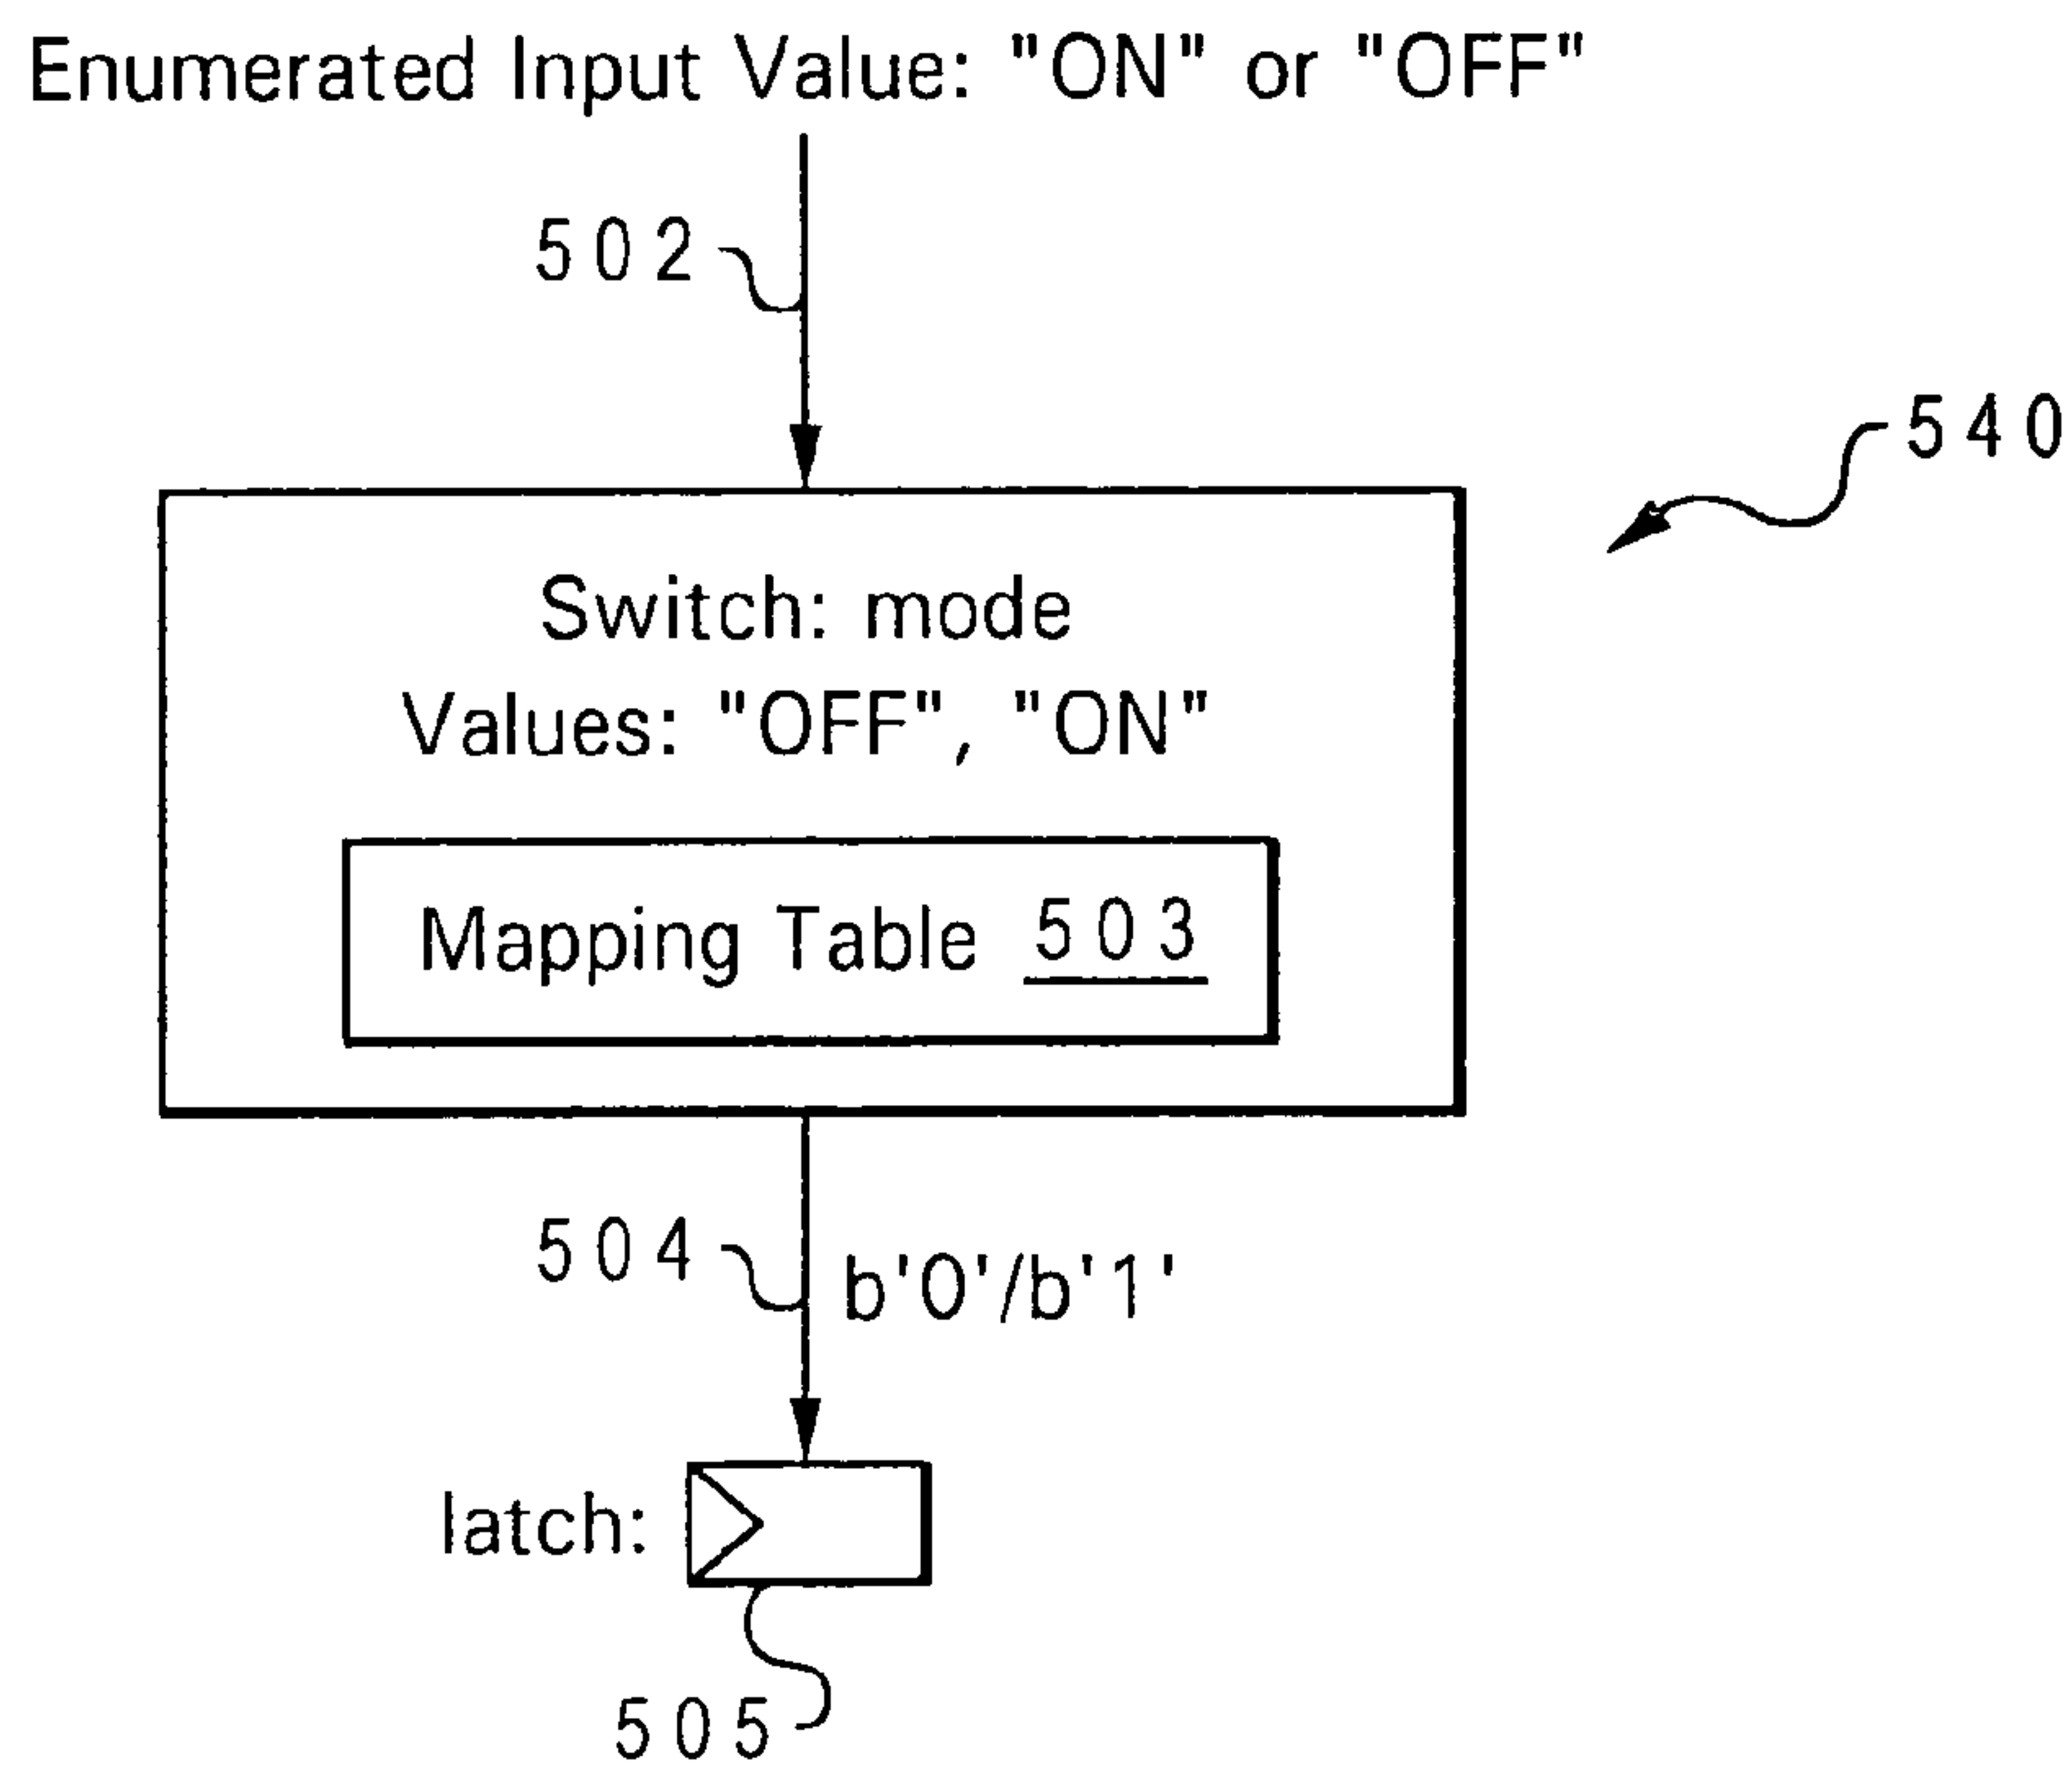 Enumerated Input Value: "ON" or "OFF"
502
540
Switch: mode
Values: "OFF", "ON"
Mapping Table 503
504
b'0'/b'1'
latch:
505